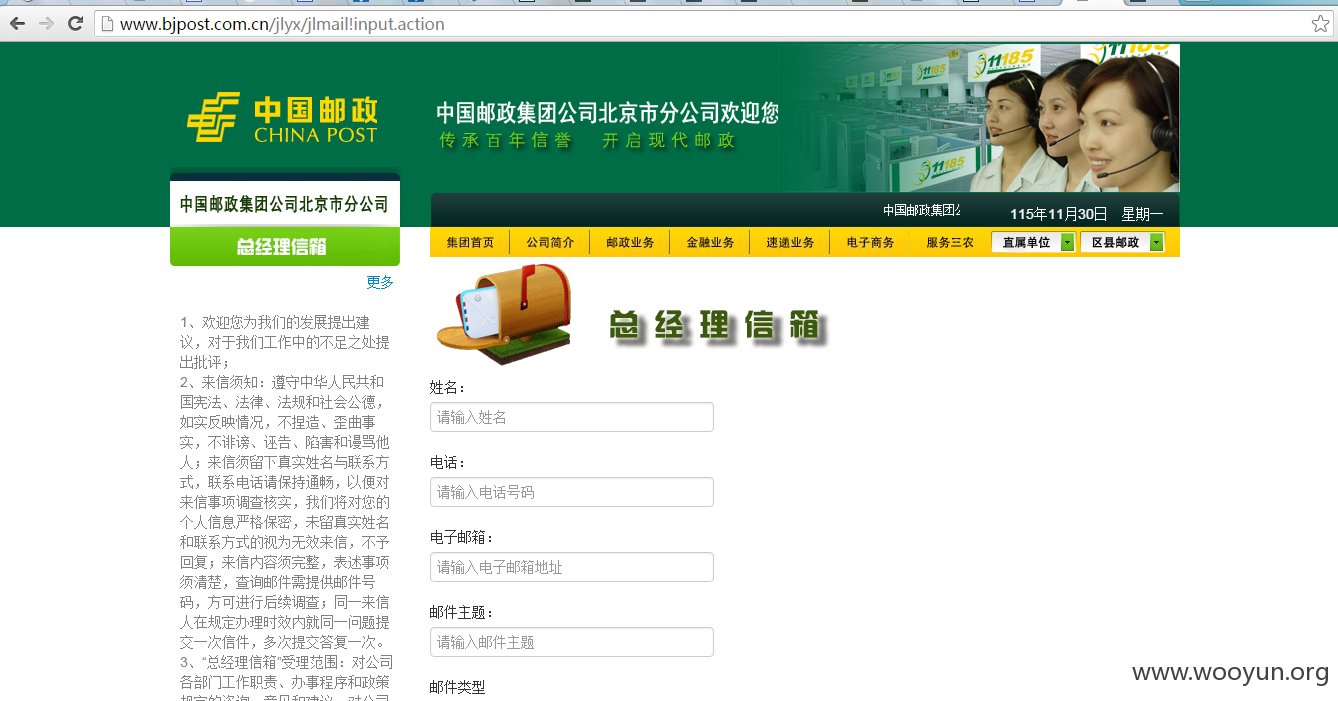 www.bjpost.com.cn/jlyx/jlmail!input.action
中国邮政
CHINA POST
中国邮政集团公司北京市分公司欢迎您
传承百年信誉 开启现代邮政
11185
11185
11185
11185
中国邮政集团公司北京市分公司
总经理信箱
更多
中国邮政集团公
115年11月30日 星期一
集团首页 公司简介 邮政业务 金融业务 速递业务 电子商务 服务三农 直属单位 区县邮政
1、欢迎您为我们的发展提出建
议，对于我们工作中的不足之处提
出批评；
2、来信须知：遵守中华人民共和
国宪法、法律、法规和社会公德，
如实反映情况，不捏造、歪曲事
实，不诽谤、诬告、陷害和谩骂他
人；来信须留下真实姓名与联系方
式，联系电话请保持通畅，以便对
来信事项调查核实，我们将对您的
个人信息严格保密，未留真实姓名
和联系方式的视为无效来信，不予
回复；来信内容须完整，表述事项
须清楚，查询邮件需提供邮件号
码，方可进行后续调查；同一来信
人在规定办理时效内就同一问题提
交一次信件，多次提交答复一次。
3、“总经理信箱”受理范围：对公司
各部门工作职责、办事程序和政策
规定的咨询、意见和建议、对公司
总经理信箱
姓名：
请输入姓名
电话：
请输入电话号码
电子邮箱：
请输入电子邮箱地址
邮件主题：
请输入邮件主题
邮件类型
www.wooyun.org